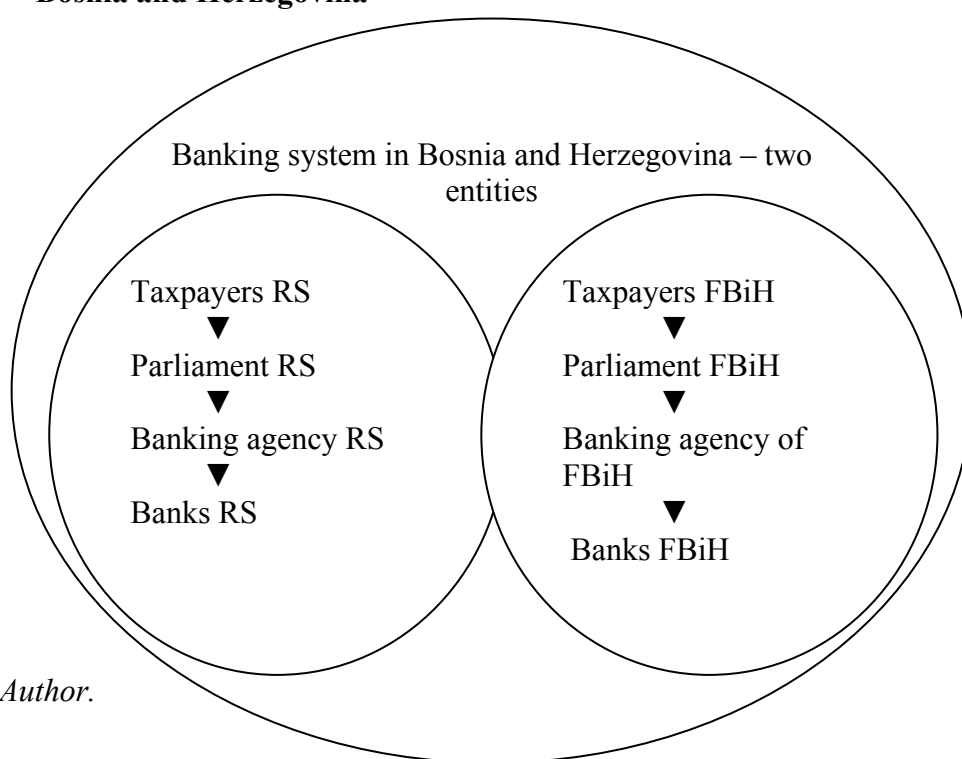 Bosnia and Herzegovina
Banking system in Bosnia and Herzegovina – two
entities
Taxpayers RS
▼
Parliament RS
▼
Banking agency RS
▼
Banks RS
Taxpayers FBiH
▼
Parliament FBiH
▼
Banking agency of
FBiH
▼
Banks FBiH
Author.